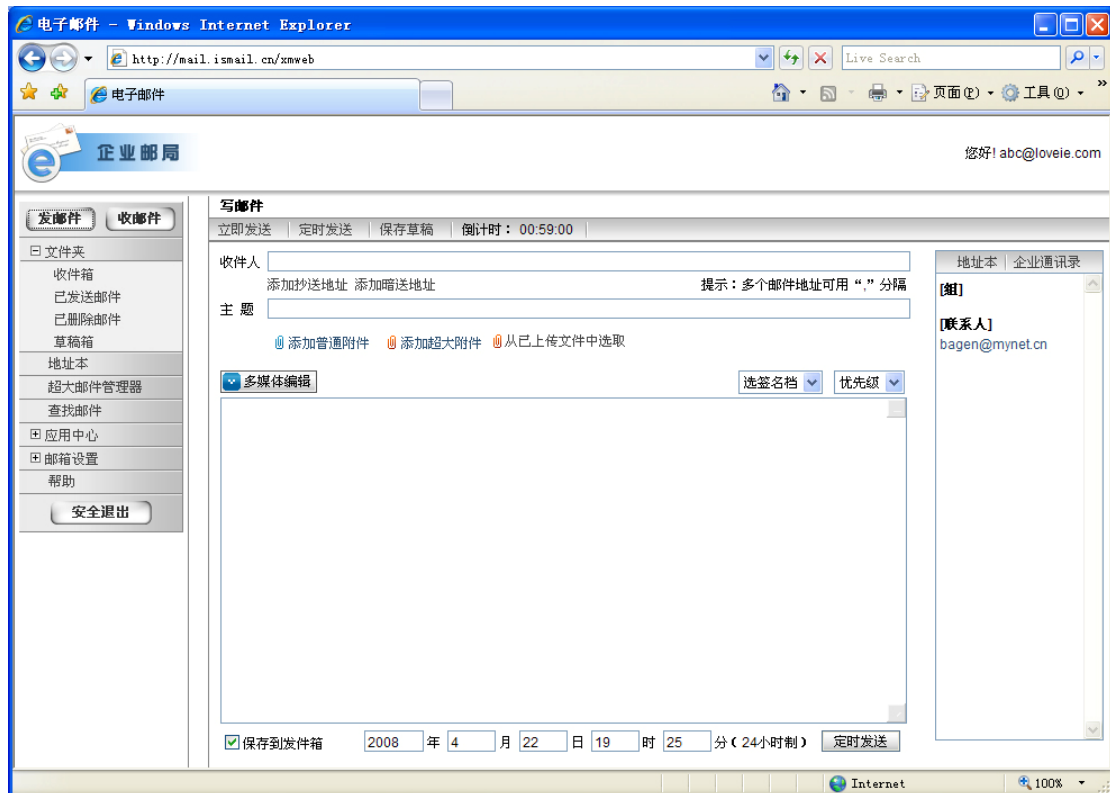 电子邮件 - Windows Internet Explorer
http://mail.ismail.cn/xmweb
Live Search
电子邮件
页面(P)
工具(O)
企业邮局
您好! abc@loveie.com
发邮件 收邮件
文件夹
收件箱
已发送邮件
已删除邮件
草稿箱
地址本
超大邮件管理器
查找邮件
应用中心
邮箱设置
帮助
安全退出
写邮件
立即发送 定时发送 保存草稿 倒计时： 00:59:00
收件人
添加抄送地址 添加暗送地址 提示：多个邮件地址可用“,”分隔
主 题
添加普通附件 添加超大附件 从已上传文件中选取
多媒体编辑 选签名档 优先级
保存到发件箱 2008 年 4 月 22 日 19 时 25 分(24小时制) 定时发送
地址本 企业通讯录
[组]
[联系人]
bagen@mynet.cn
Internet 100%